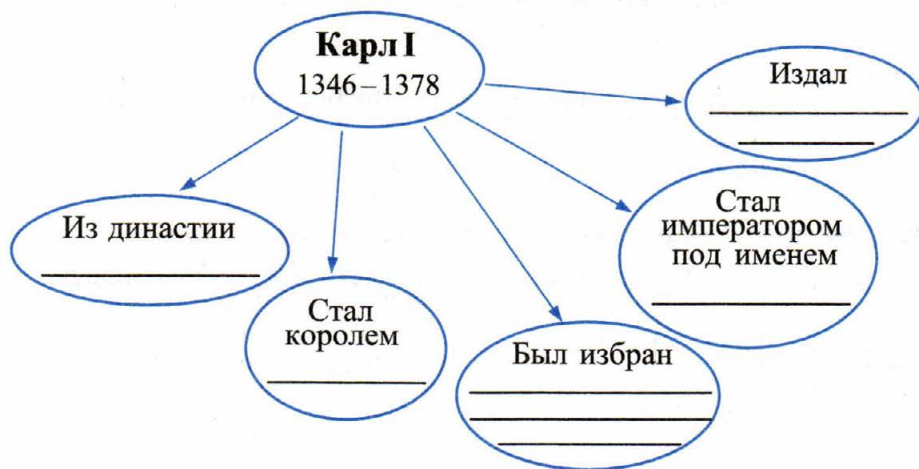 Карл I
1346–1378
Издал
Из династии
Стал
королем
Был избран
Стал
императором
под именем